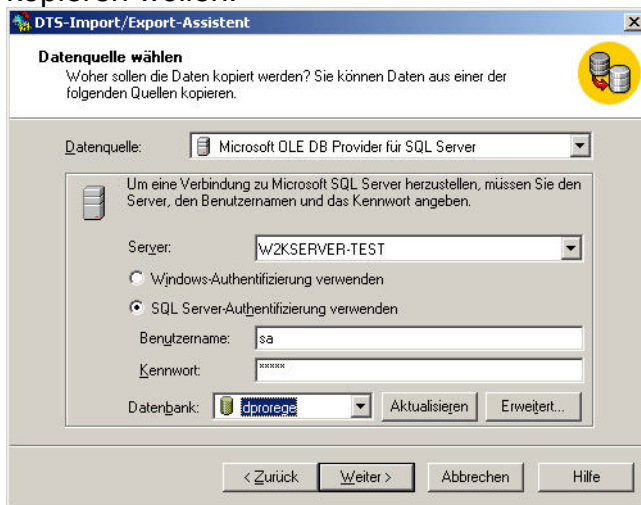 kopieren wollen.
DTS-Import/Export-Assistent
Datenquelle wählen
Woher sollen die Daten kopiert werden? Sie können Daten aus einer der
folgenden Quellen kopieren.
Datenquelle: Microsoft OLE DB Provider für SQL Server
Um eine Verbindung zu Microsoft SQL Server herzustellen, müssen Sie den
Server, den Benutzernamen und das Kennwort angeben.
Server: W2KSERVER-TEST
Windows-Authentifizierung verwenden
SQL Server-Authentifizierung verwenden
Benutzername: sa
Kennwort: *****
Datenbank: dprorege Aktualisieren Erweitert...
< Zurück Weiter > Abbrechen Hilfe